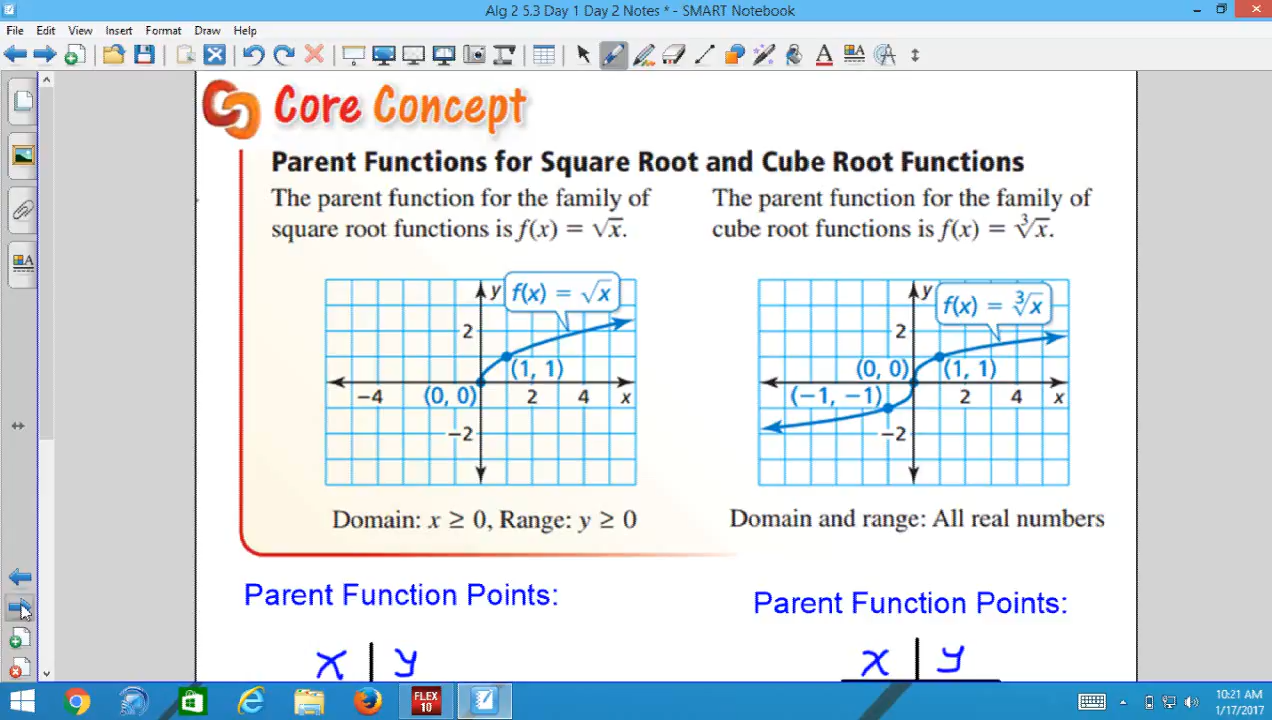 Alg 2 5.3 Day 1 Day 2 Notes * - SMART Notebook
File Edit View Insert Format Draw Help
Core Concept
Parent Functions for Square Root and Cube Root Functions
The parent function for the family of
square root functions is f(x) = √x.
The parent function for the family of
cube root functions is f(x) = ∛x.
y f(x) = √x
2
(1, 1)
-4 (0, 0) 2 4 x
-2
Domain: x ≥ 0, Range: y ≥ 0
y f(x) = ∛x
2
(0, 0) (1, 1)
(-1, -1) 2 4 x
-2
Domain and range: All real numbers
Parent Function Points:
x y
Parent Function Points:
x y
FLEX
10
10:21 AM
1/17/2017